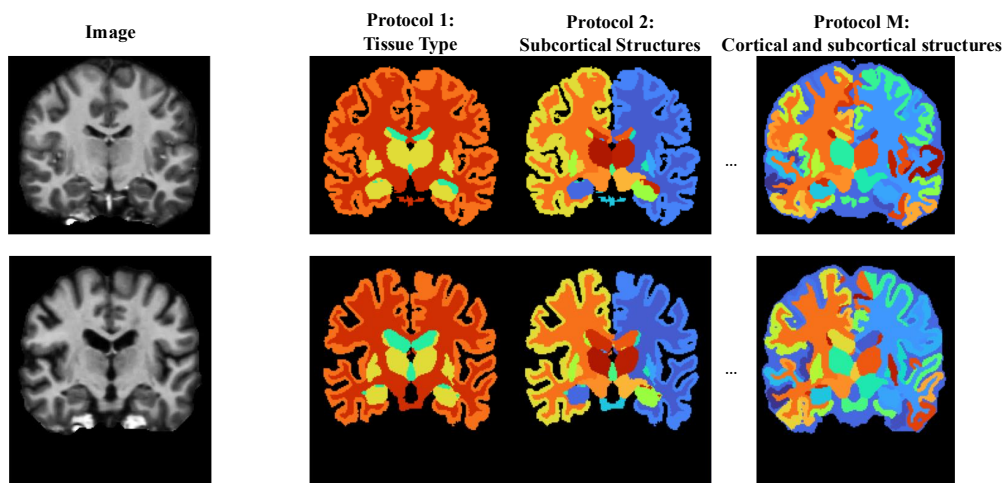 Image
Protocol 1:
Tissue Type
Protocol 2:
Subcortical Structures
Protocol M:
Cortical and subcortical structures
...
...